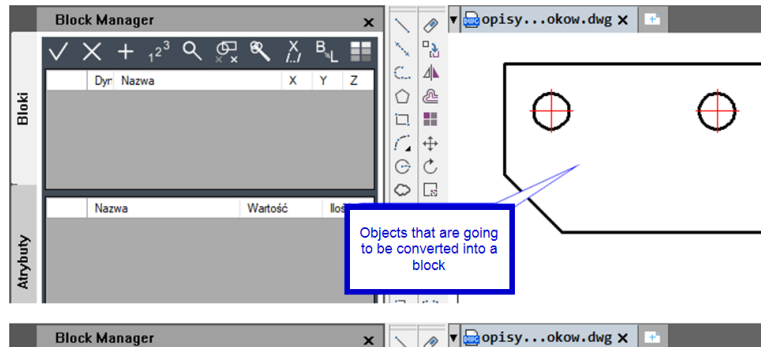 Block Manager x
opisy...okow.dwg x
Bloki
Dyr Nazwa X Y Z
Atrybuty
Nazwa Wartość
Objects that are going
to be converted into a
block
Block Manager x
opisy...okow.dwg x